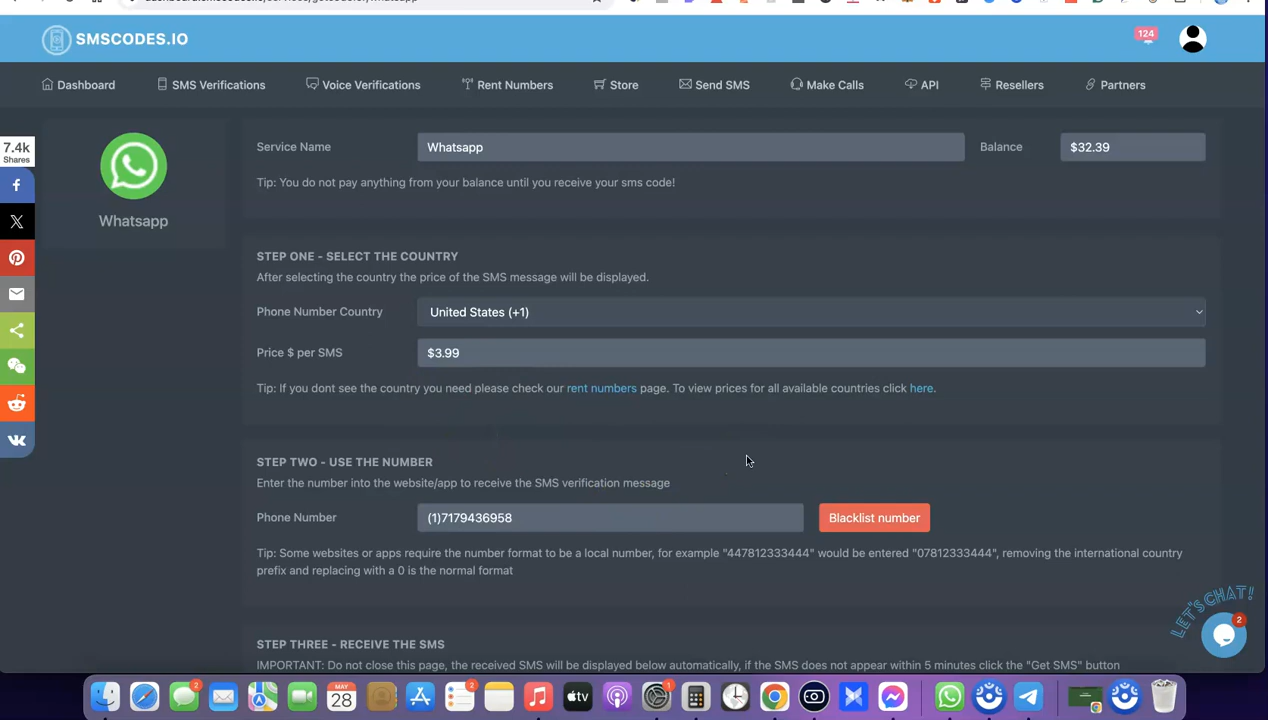 SMSCODES.IO
124
Dashboard SMS Verifications Voice Verifications Rent Numbers Store Send SMS Make Calls API Resellers Partners
7.4k
Shares
Whatsapp
Service Name Whatsapp Balance $32.39
Tip: You do not pay anything from your balance until you receive your sms code!
STEP ONE - SELECT THE COUNTRY
After selecting the country the price of the SMS message will be displayed.
Phone Number Country United States (+1)
Price $ per SMS $3.99
Tip: If you dont see the country you need please check our rent numbers page. To view prices for all available countries click here.
STEP TWO - USE THE NUMBER
Enter the number into the website/app to receive the SMS verification message
Phone Number (1)7179436958 Blacklist number
Tip: Some websites or apps require the number format to be a local number, for example "447812333444" would be entered "07812333444", removing the international country
prefix and replacing with a 0 is the normal format
LET'S CHAT!
2
STEP THREE - RECEIVE THE SMS
IMPORTANT: Do not close this page, the received SMS will be displayed below automatically, if the SMS does not appear within 5 minutes click the "Get SMS" button
2 MAY 28 2 tv 1